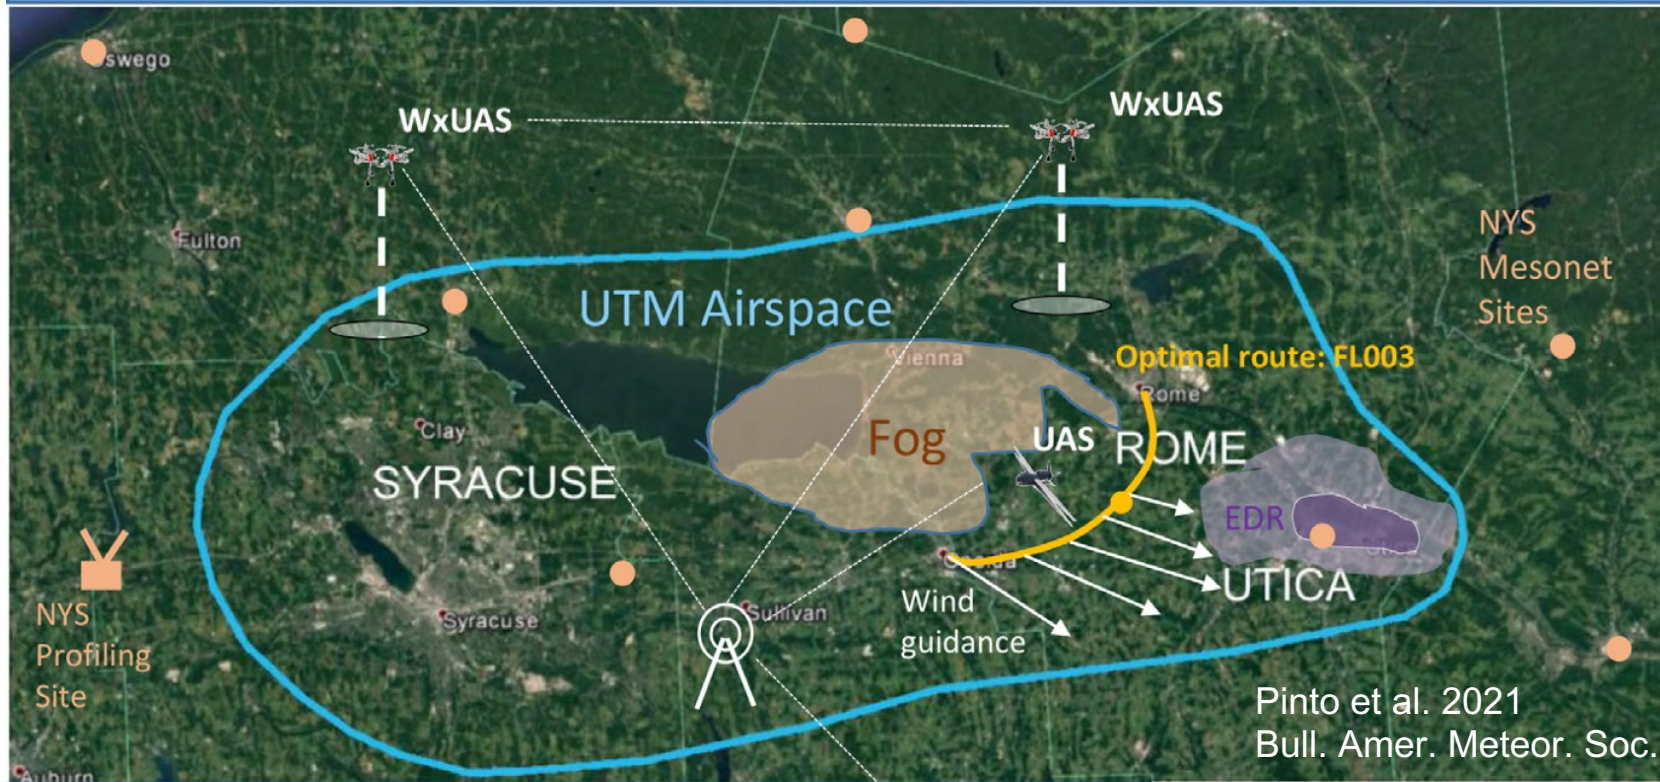 swego
WxUAS
WxUAS
Fulton
NYS
Mesonet
Sites
UTM Airspace
Vienna
Optimal route: FL003
Rome
Clay
Fog
UAS
ROME
SYRACUSE
EDR
UTICA
NYS
Profiling
Site
Syracuse
Sullivan
Wind
guidance
Pinto et al. 2021
Bull. Amer. Meteor. Soc.
Auburn